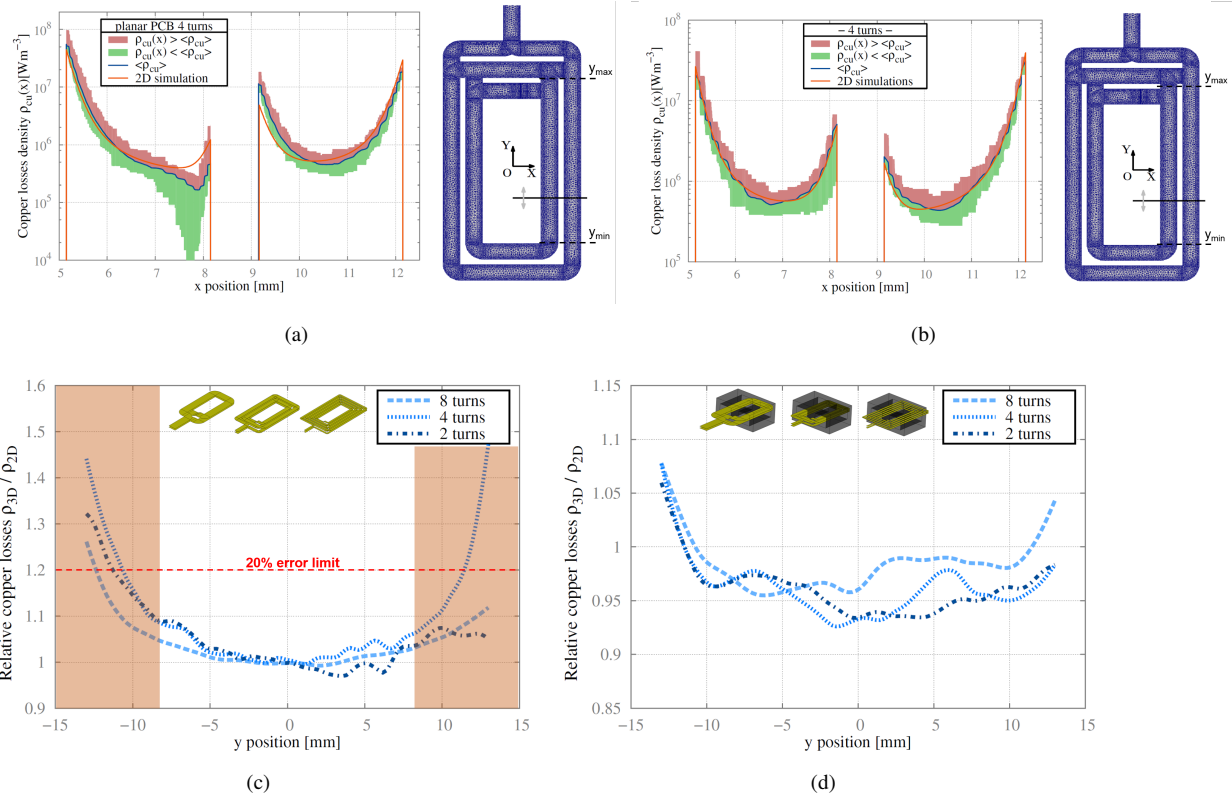 planar PCB 4 turns
ρcu(x) > <ρcu>
ρcu(x) < <ρcu>
<ρcu>
2D simulation
Copper losses density ρcu(x)[Wm⁻³]
10⁸
10⁷
10⁶
10⁵
10⁴
5 6 7 8 9 10 11 12
x position [mm]
ymax
Y
O X
ymin
(a)
– 4 turns –
ρcu(x) > <ρcu>
ρcu(x) < <ρcu>
<ρcu>
2D simulations
Copper loss density ρcu(x) [Wm⁻³]
10⁸
10⁷
10⁶
10⁵
5 6 7 8 9 10 11 12
x position [mm]
ymax
Y
O X
ymin
(b)
8 turns
4 turns
2 turns
20% error limit
Relative copper losses ρ3D / ρ2D
1.6
1.5
1.4
1.3
1.2
1.1
1
0.9
−15 −10 −5 0 5 10 15
y position [mm]
(c)
8 turns
4 turns
2 turns
Relative copper losses ρ3D / ρ2D
1.15
1.1
1.05
1
0.95
0.9
0.85
−15 −10 −5 0 5 10 15
y position [mm]
(d)